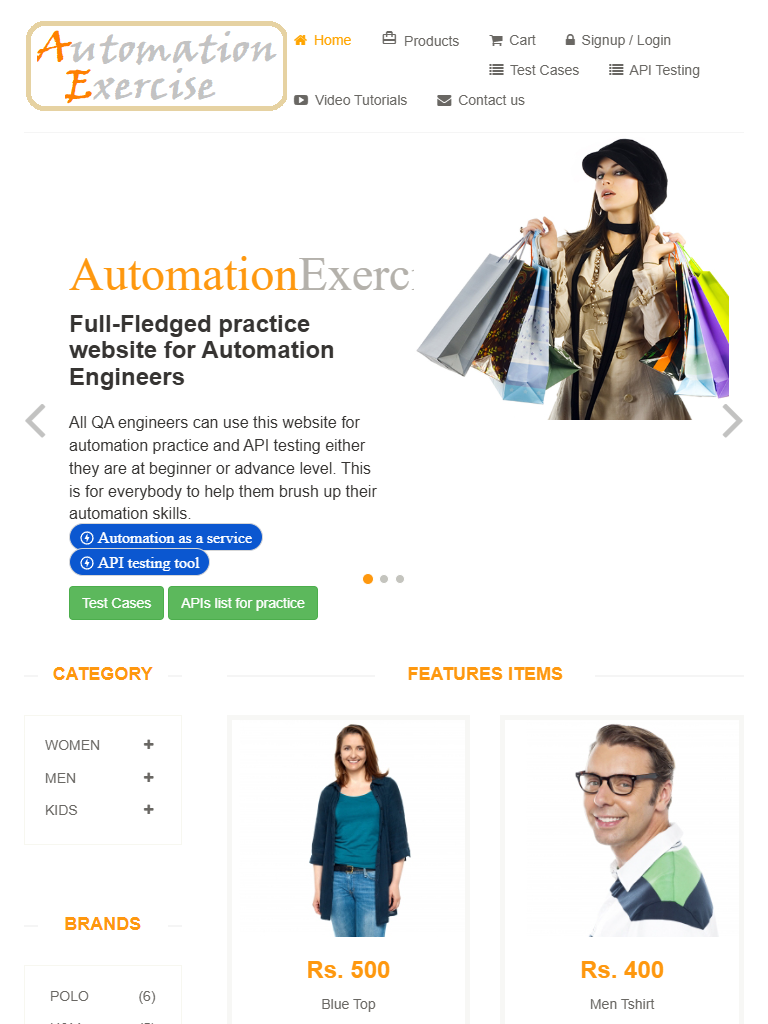 Automation
Exercise
Home
Products
Cart
Signup / Login
Test Cases
API Testing
Video Tutorials
Contact us
AutomationExerc
Full-Fledged practice
website for Automation
Engineers
All QA engineers can use this website for
automation practice and API testing either
they are at beginner or advance level. This
is for everybody to help them brush up their
automation skills.
Automation as a service
API testing tool
Test Cases
APIs list for practice
CATEGORY
WOMEN
MEN
KIDS
BRANDS
POLO (6)
FEATURES ITEMS
Rs. 500
Blue Top
Rs. 400
Men Tshirt